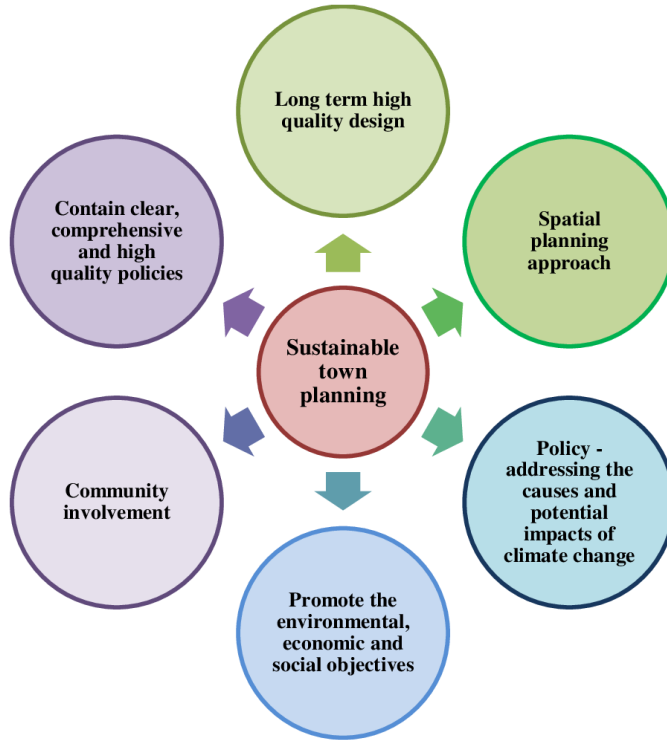 Long term high
quality design
Contain clear,
comprehensive
and high
quality policies
Spatial
planning
approach
Sustainable
town
planning
Community
involvement
Policy -
addressing the
causes and
potential
impacts of
climate change
Promote the
environmental,
economic and
social objectives